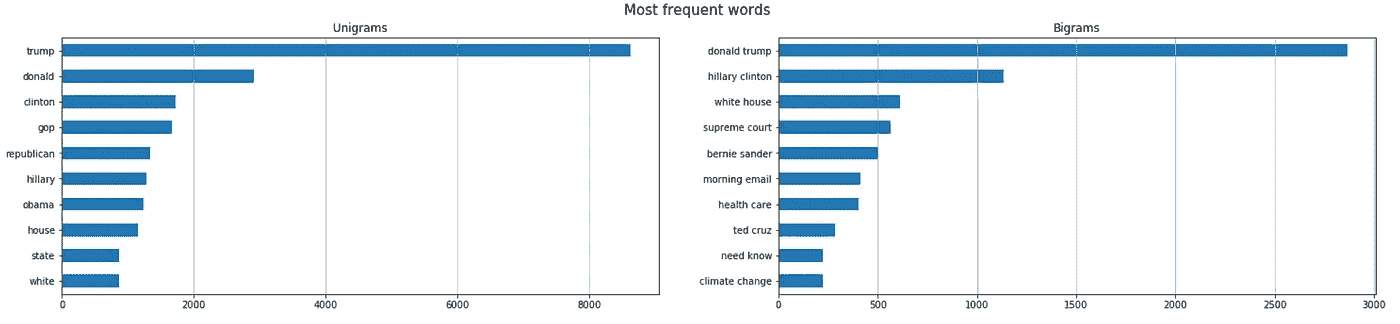 Most frequent words
Unigrams
trump
donald
clinton
gop
republican
hillary
obama
house
state
white
0 2000 4000 6000 8000
Bigrams
donald trump
hillary clinton
white house
supreme court
bernie sander
morning email
health care
ted cruz
need know
climate change
0 500 1000 1500 2000 2500 3000